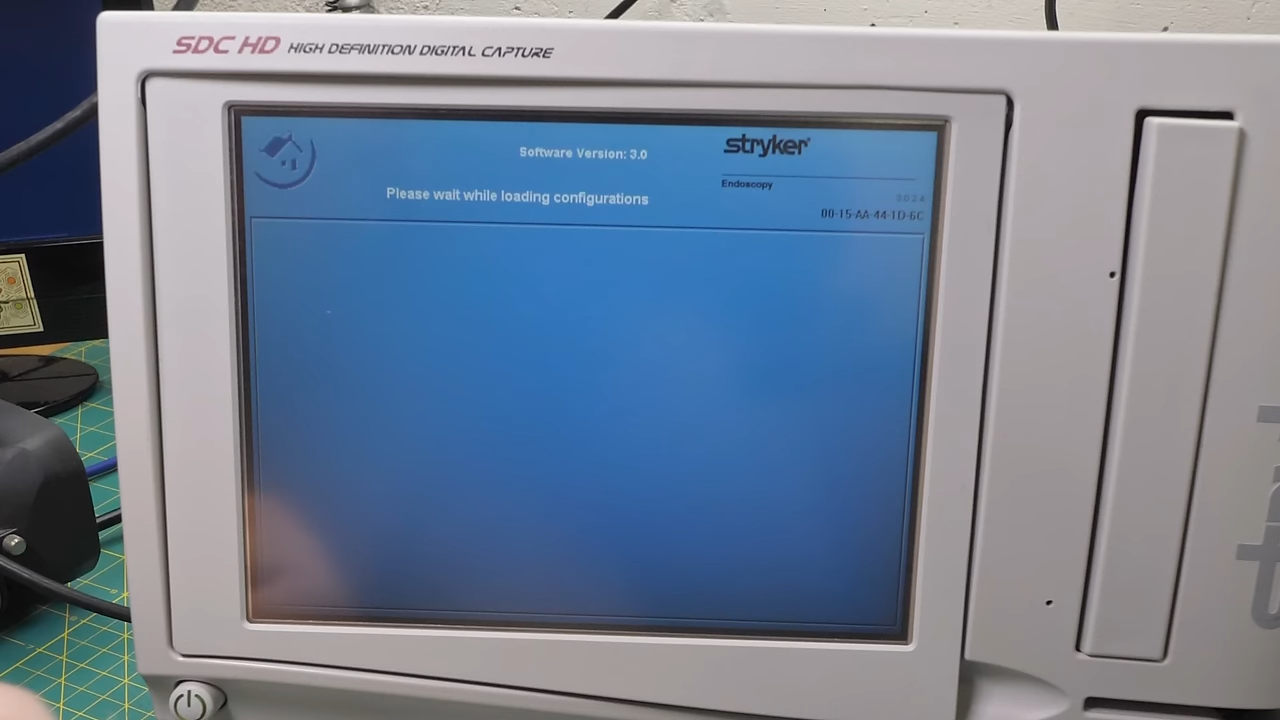 SDC HD HIGH DEFINITION DIGITAL CAPTURE
Software Version: 3.0
stryker
Please wait while loading configurations
Endoscopy
3024
00-15-AA-44-1D-6C